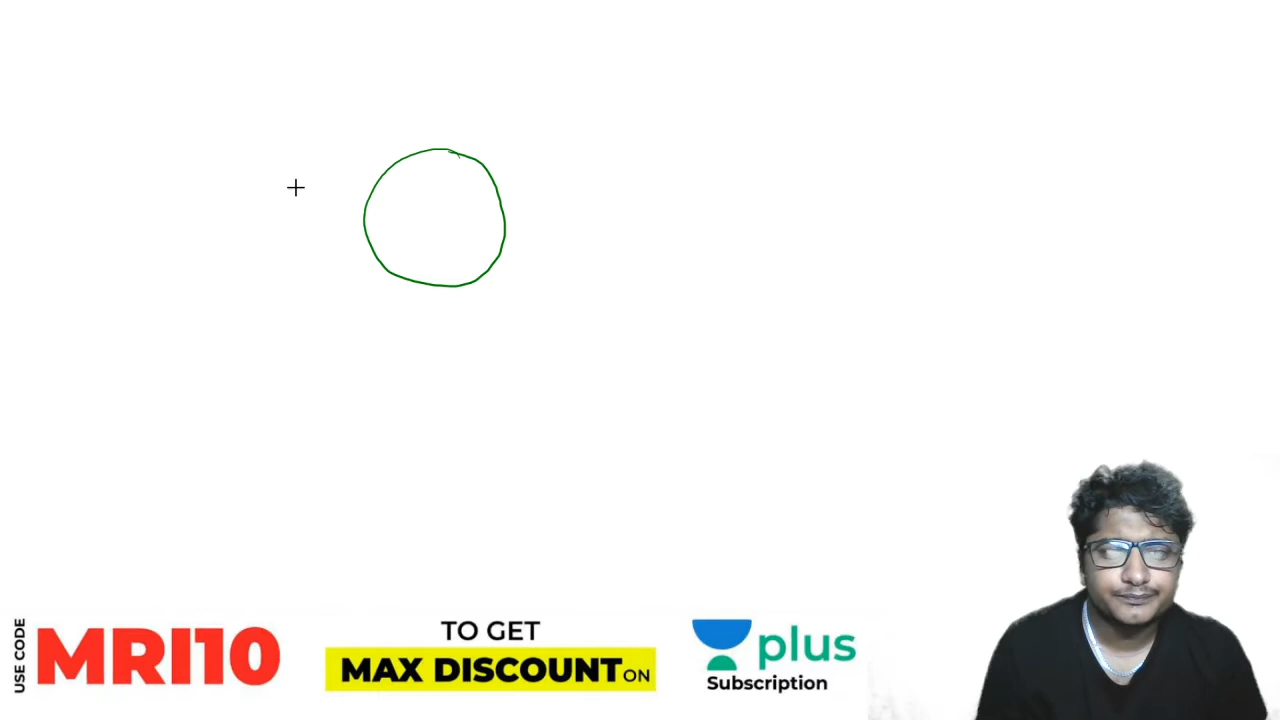 USE CODE
MRI10
TO GET
MAX DISCOUNT ON
plus
Subscription